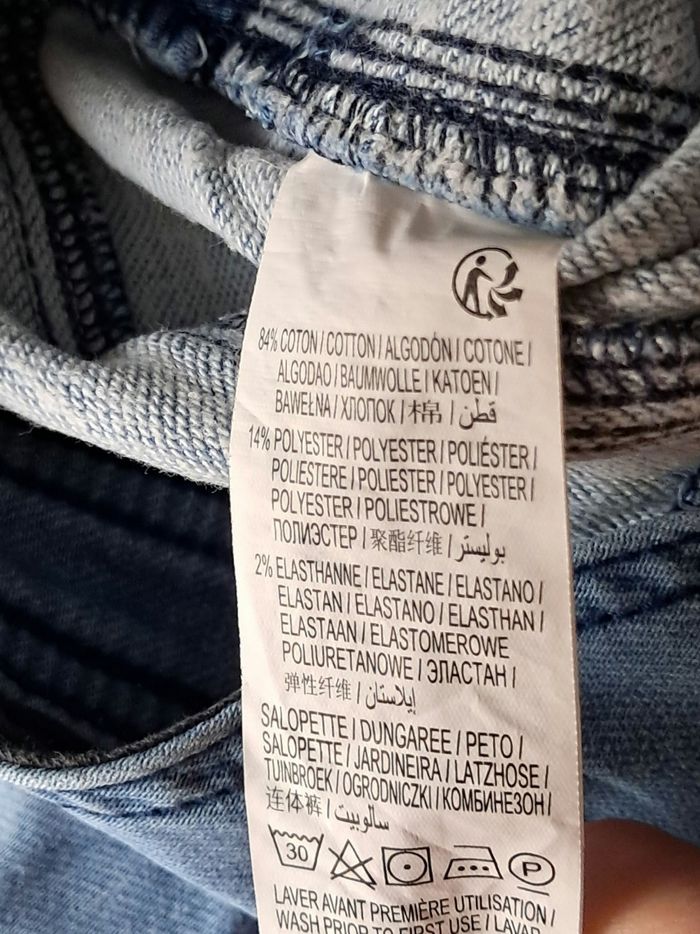 84% COTON / COTTON / ALGODÓN / COTONE /
ALGODAO / BAUMWOLLE / KATOEN /
BAWEŁNA / ХЛОПОК / 棉 / قطن
14% POLYESTER / POLYESTER / POLIÉSTER /
POLIESTERE / POLIESTER / POLYESTER /
POLYESTER / POLIESTROWE /
ПОЛИЭСТЕР / 聚酯纤维 / بوليستر
2% ELASTHANNE / ELASTANE / ELASTANO /
ELASTAN / ELASTANO / ELASTHAN /
ELASTAAN / ELASTOMEROWE
POLIURETANOWE / ЭЛАСТАН /
弹性纤维 / إيلاستان
SALOPETTE / DUNGAREE / PETO /
SALOPETTE / JARDINEIRA / LATZHOSE /
TUINBROEK / OGRODNICZKI / КОМБИНЕЗОН /
连体裤 / سالوبيت
30 P
LAVER AVANT PREMIÈRE UTILISATION /
WASH PRIOR TO FIRST USE / LAVAR